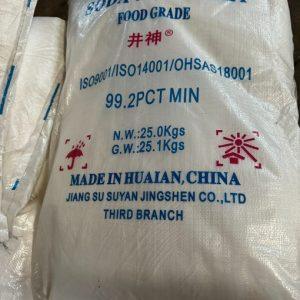 FOOD GRADE
井神®
ISO9001/ISO14001/OHSAS18001
99.2PCT MIN
N.W.:25.0Kgs
G.W.:25.1Kgs
MADE IN HUAIAN,CHINA
JIANG SU SUYAN JINGSHEN CO.,LTD
THIRD BRANCH